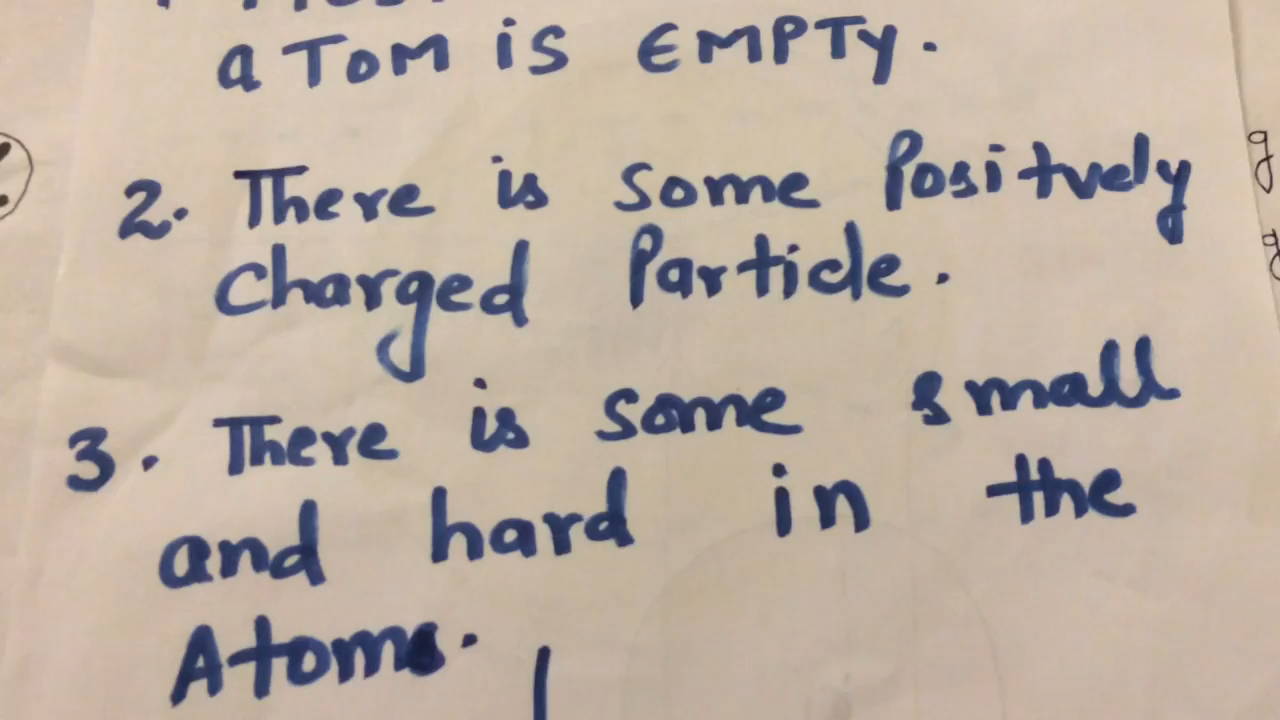 aTOM iS EMPTY.
2. There is some Positvely
charged Particle.
3. There is some small
and hard in the
Atom.